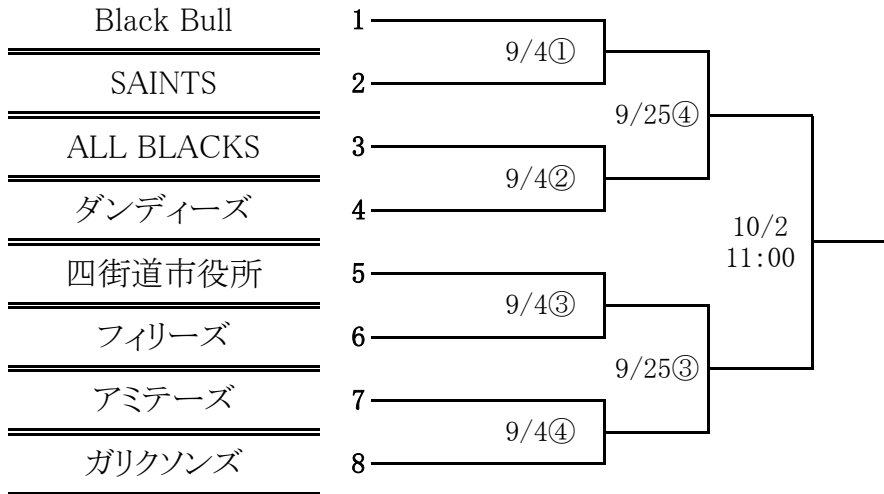 Black Bull 1
9/4①
SAINTS 2
9/25④
ALL BLACKS 3
9/4②
ダンディーズ 4
10/2
11:00
四街道市役所 5
9/4③
フィリーズ 6
9/25③
アミテーズ 7
9/4④
ガリクソンズ 8